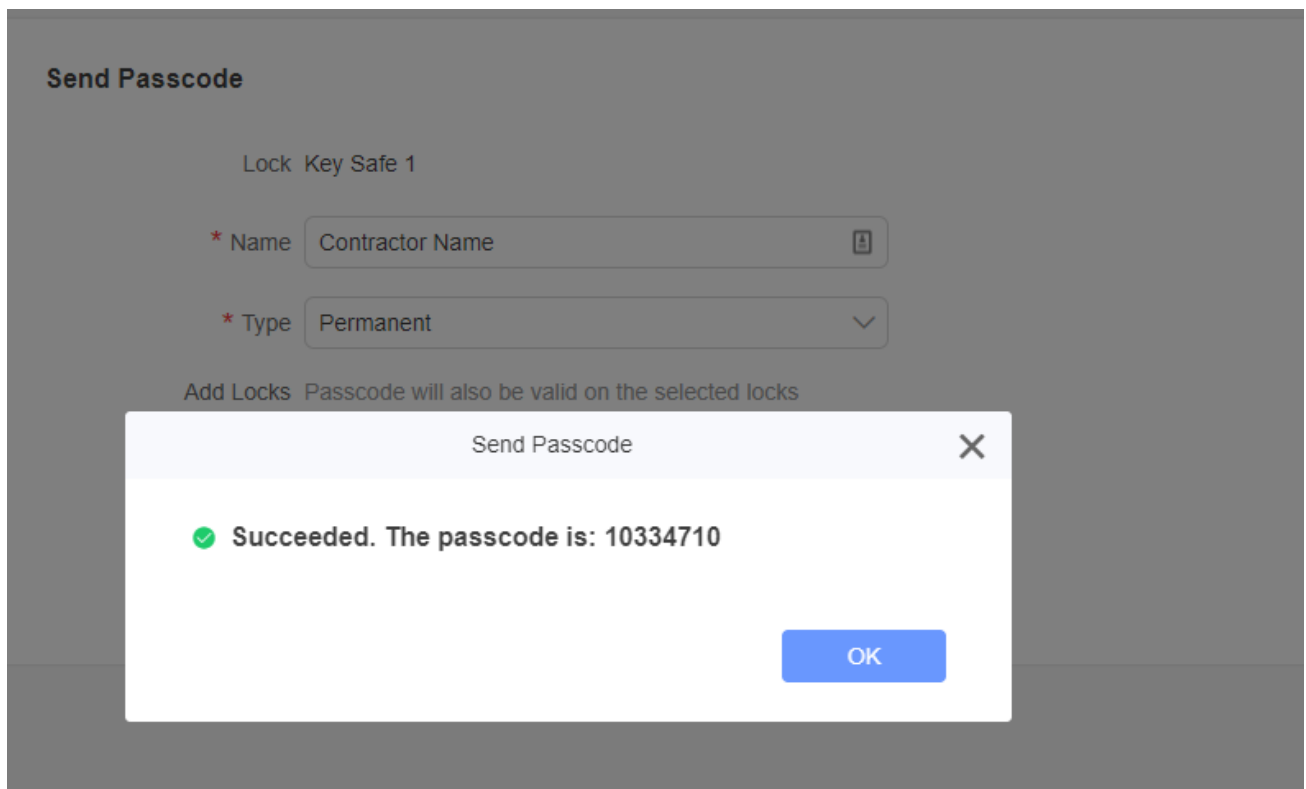 Send Passcode
Lock Key Safe 1
* Name Contractor Name
* Type Permanent
Add Locks Passcode will also be valid on the selected locks
Send Passcode
Succeeded. The passcode is: 10334710
OK